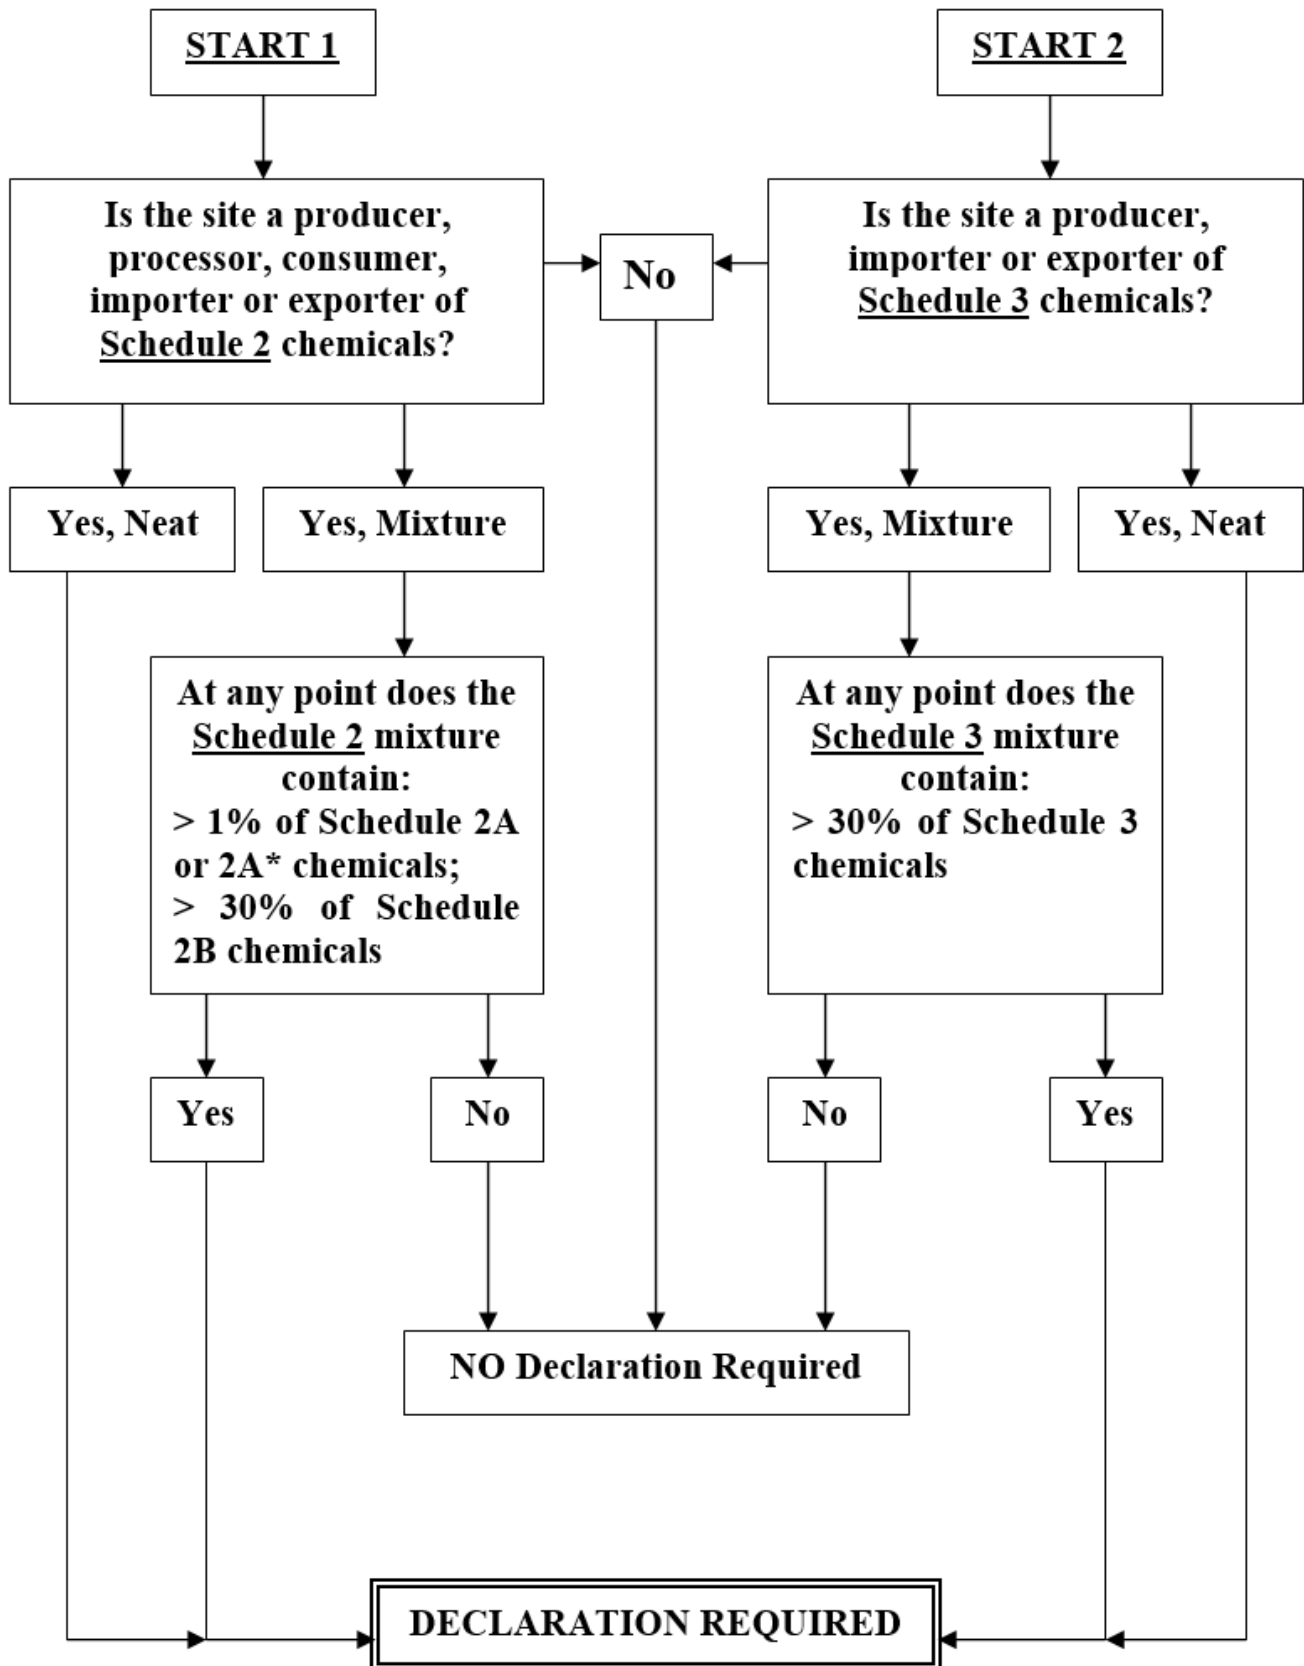 START 1
START 2
Is the site a producer,
processor, consumer,
importer or exporter of
Schedule 2 chemicals?
No
Is the site a producer,
importer or exporter of
Schedule 3 chemicals?
Yes, Neat
Yes, Mixture
Yes, Mixture
Yes, Neat
At any point does the
Schedule 2 mixture
contain:
> 1% of Schedule 2A
or 2A* chemicals;
> 30% of Schedule
2B chemicals
At any point does the
Schedule 3 mixture
contain:
> 30% of Schedule 3
chemicals
Yes
No
No
Yes
NO Declaration Required
DECLARATION REQUIRED